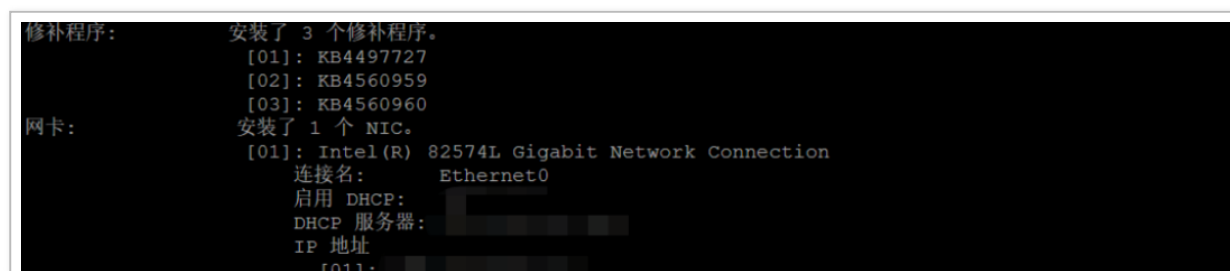 修补程序: 安装了 3 个修补程序。
[01]: KB4497727
[02]: KB4560959
[03]: KB4560960
网卡: 安装了 1 个 NIC。
[01]: Intel(R) 82574L Gigabit Network Connection
连接名: Ethernet0
启用 DHCP:
DHCP 服务器:
IP 地址
[01]: